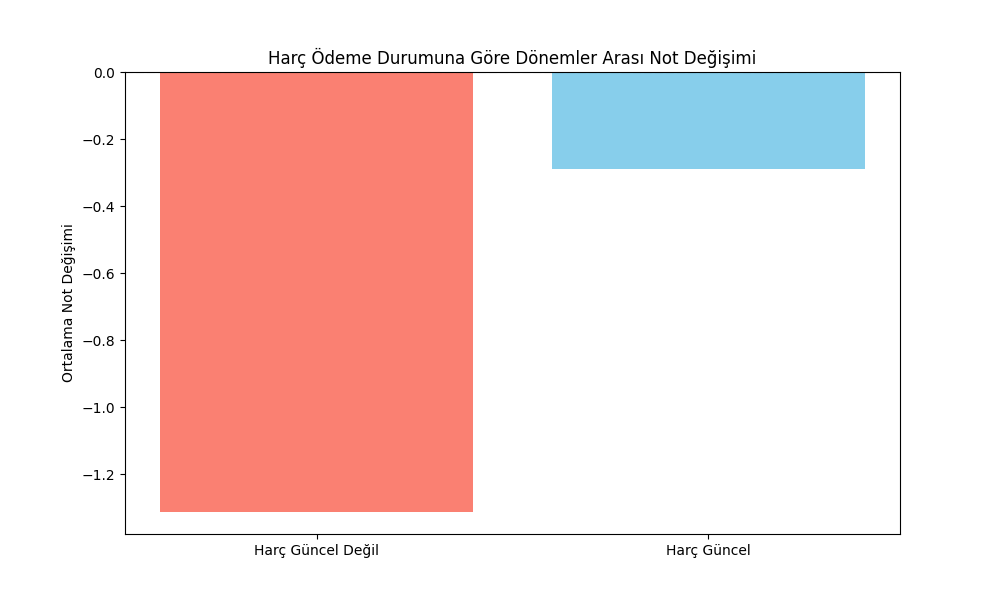 Harç Ödeme Durumuna Göre Dönemler Arası Not Değişimi
Ortalama Not Değişimi
0.0
−0.2
−0.4
−0.6
−0.8
−1.0
−1.2
Harç Güncel Değil
Harç Güncel